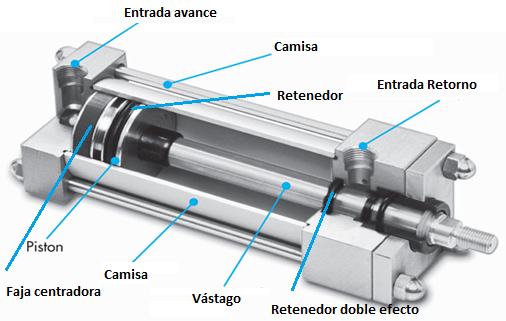 Entrada avance
Camisa
Retenedor
Entrada Retorno
Piston
Faja centradora
Camisa
Vástago
Retenedor doble efecto